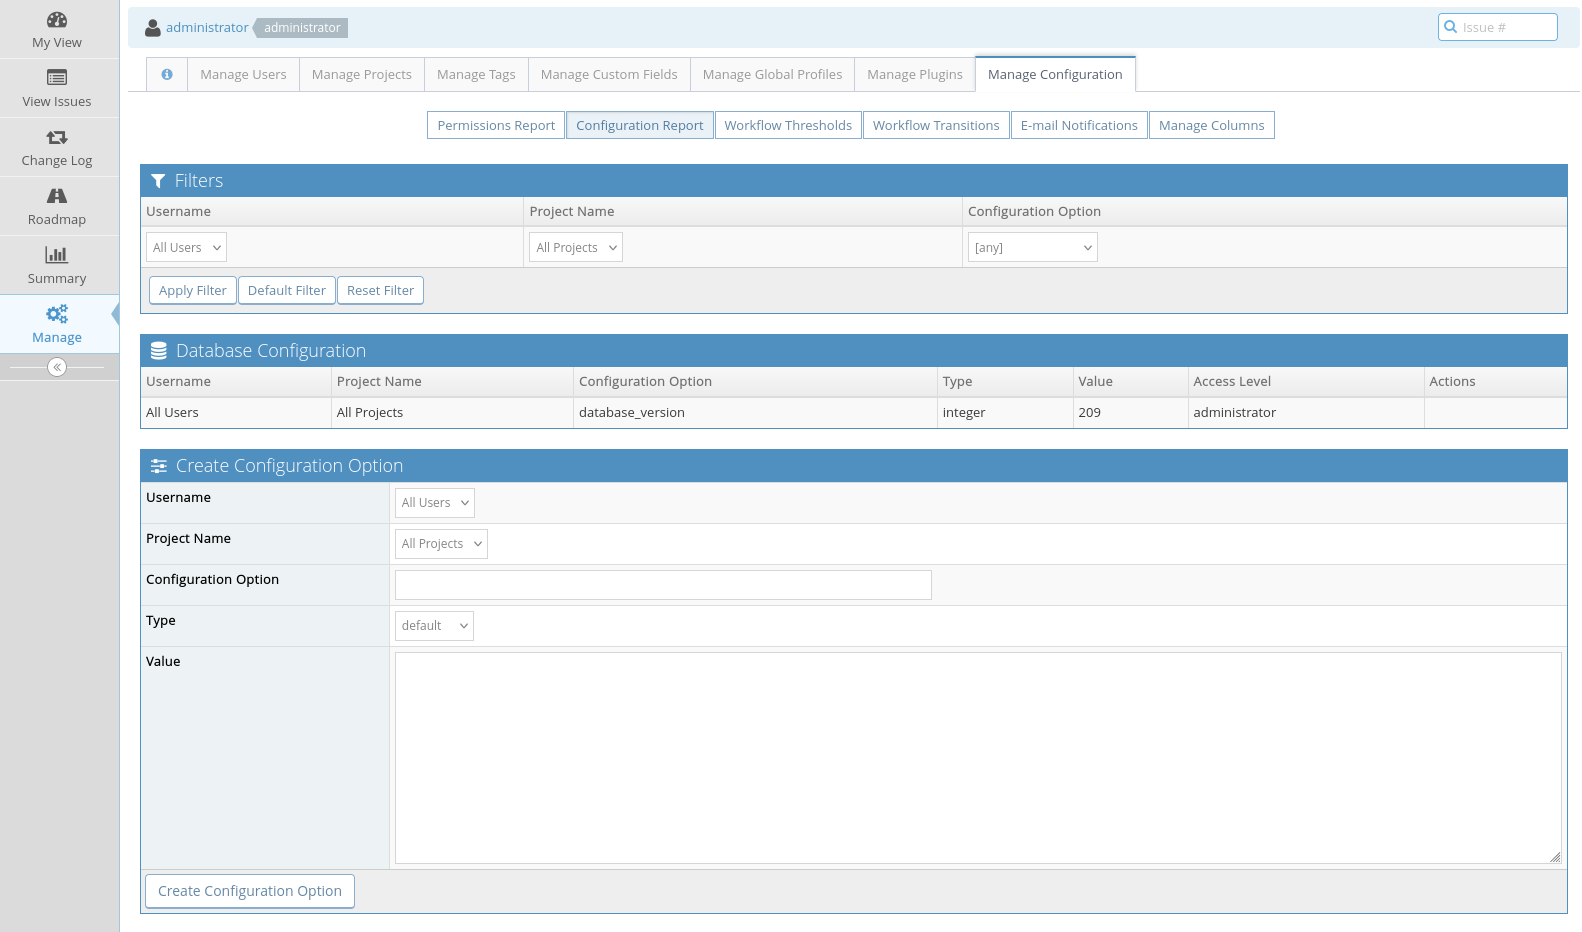 My View
View Issues
Change Log
Roadmap
Summary
Manage
administrator administrator
Issue #
Manage Users Manage Projects Manage Tags Manage Custom Fields Manage Global Profiles Manage Plugins Manage Configuration
Permissions Report Configuration Report Workflow Thresholds Workflow Transitions E-mail Notifications Manage Columns
Filters
Username Project Name Configuration Option
All Users All Projects [any]
Apply Filter Default Filter Reset Filter
Database Configuration
Username Project Name Configuration Option Type Value Access Level Actions
All Users All Projects database_version integer 209 administrator
Create Configuration Option
Username All Users
Project Name All Projects
Configuration Option
Type default
Value
Create Configuration Option